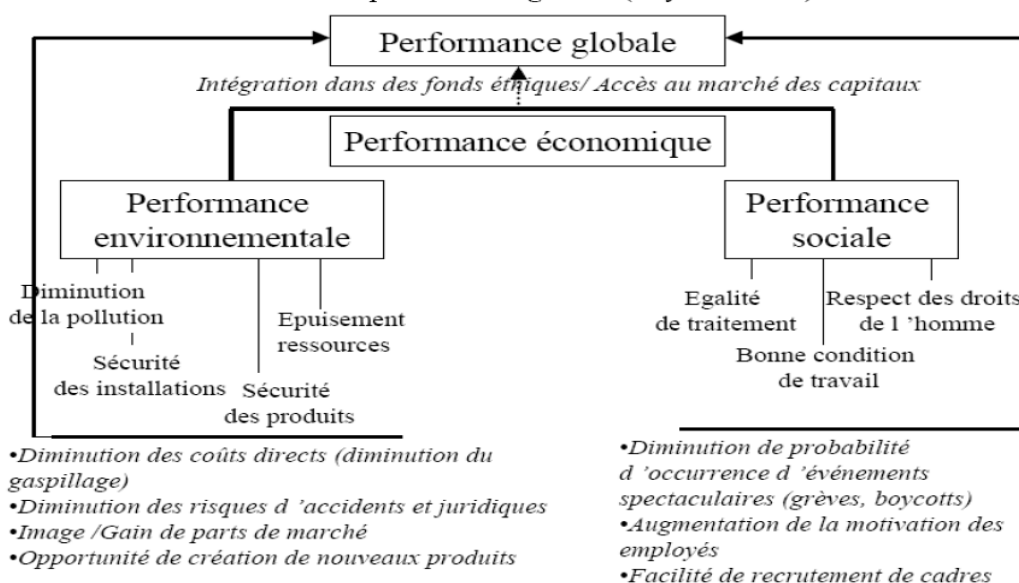 Performance globale
Intégration dans des fonds éthiques/ Accès au marché des capitaux
Performance économique
Performance
environnementale
Performance
sociale
Diminution
de la pollution
Sécurité
des installations
Sécurité
des produits
Epuisement
ressources
Egalité
de traitement
Bonne condition
de travail
Respect des droits
de l ’homme
•Diminution des coûts directs (diminution du
gaspillage)
•Diminution des risques d ’accidents et juridiques
•Image /Gain de parts de marché
•Opportunité de création de nouveaux produits
•Diminution de probabilité
d ’occurrence d ’événements
spectaculaires (grèves, boycotts)
•Augmentation de la motivation des
employés
•Facilité de recrutement de cadres